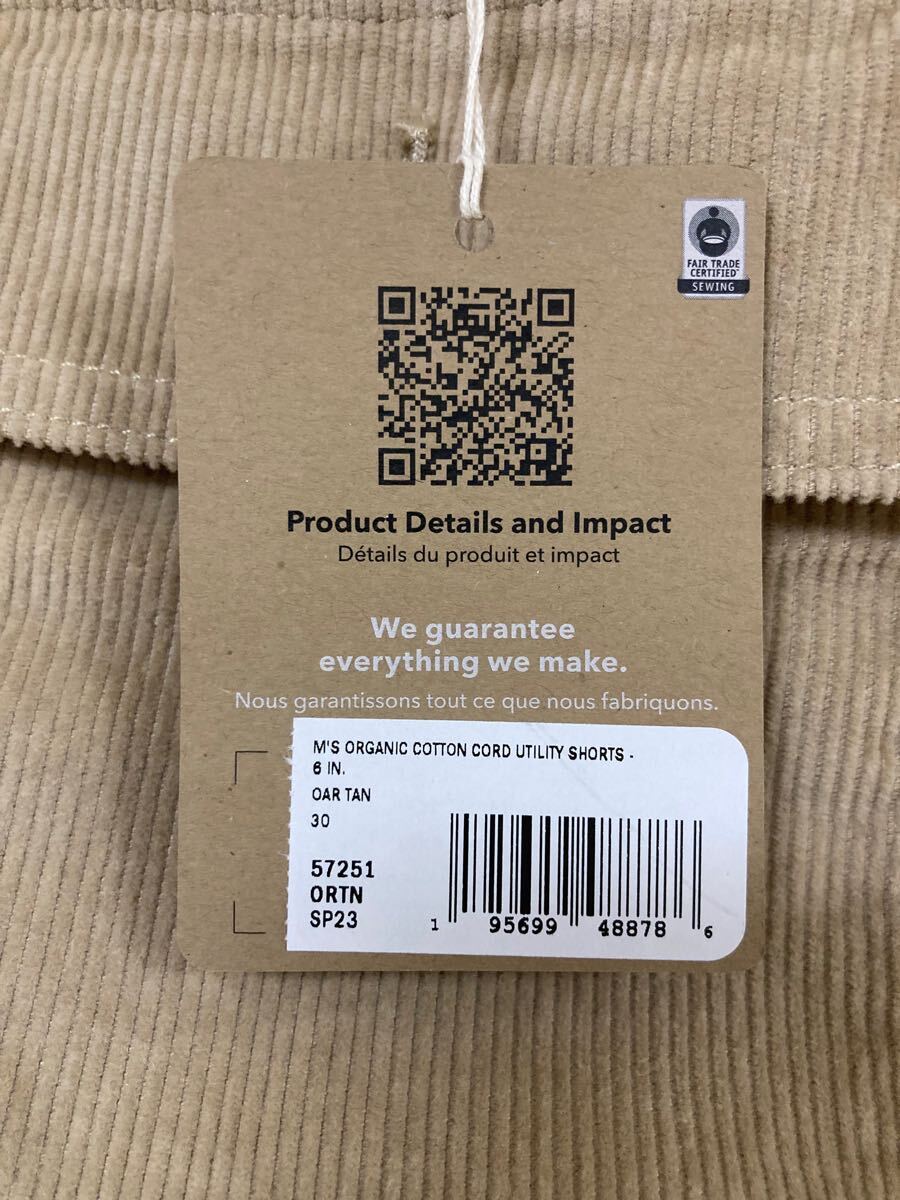 FAIR TRADE
CERTIFIED™
SEWING
Product Details and Impact
Détails du produit et impact
We guarantee
everything we make.
Nous garantissons tout ce que nous fabriquons.
M'S ORGANIC COTTON CORD UTILITY SHORTS -
6 IN.
OAR TAN
30
57251
ORTN
SP23
1 95699 48878 6